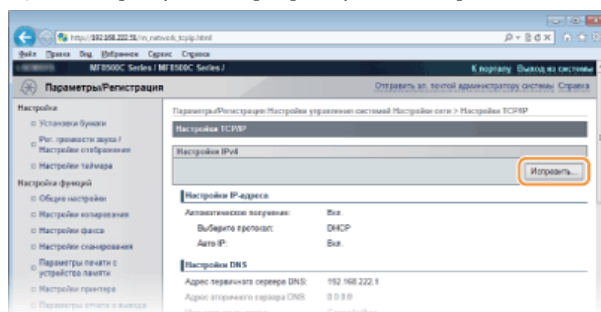 http://192.168.222.51/m_network_tcpip.html
Файл Правка Вид Избранное Сервис Справка
MF8500C Series / MF8500C Series /
К порталу Выход из системы
Параметры/Регистрация
Отправить эл. почтой администратору системы Справка
Настройки
Установки бумаги
Рег. громкости звука /
Настройки отображения
Настройки таймера
Настройки функций
Общие настройки
Настройки копирования
Настройки факса
Настройки сканирования
Параметры печати с
устройства памяти
Настройки принтера
Параметры отчета о выводе
Параметры/Регистрация: Настройки управления системой: Настройки сети > Настройки TCP/IP
Настройки TCP/IP
Настройки IPv4
Исправить...
Настройки IP-адреса
Автоматическое получение: Вкл.
Выберите протокол: DHCP
Авто IP: Вкл.
Настройки DNS
Адрес первичного сервера DNS: 192.168.222.1
Адрес вторичного сервера DNS: 0.0.0.0